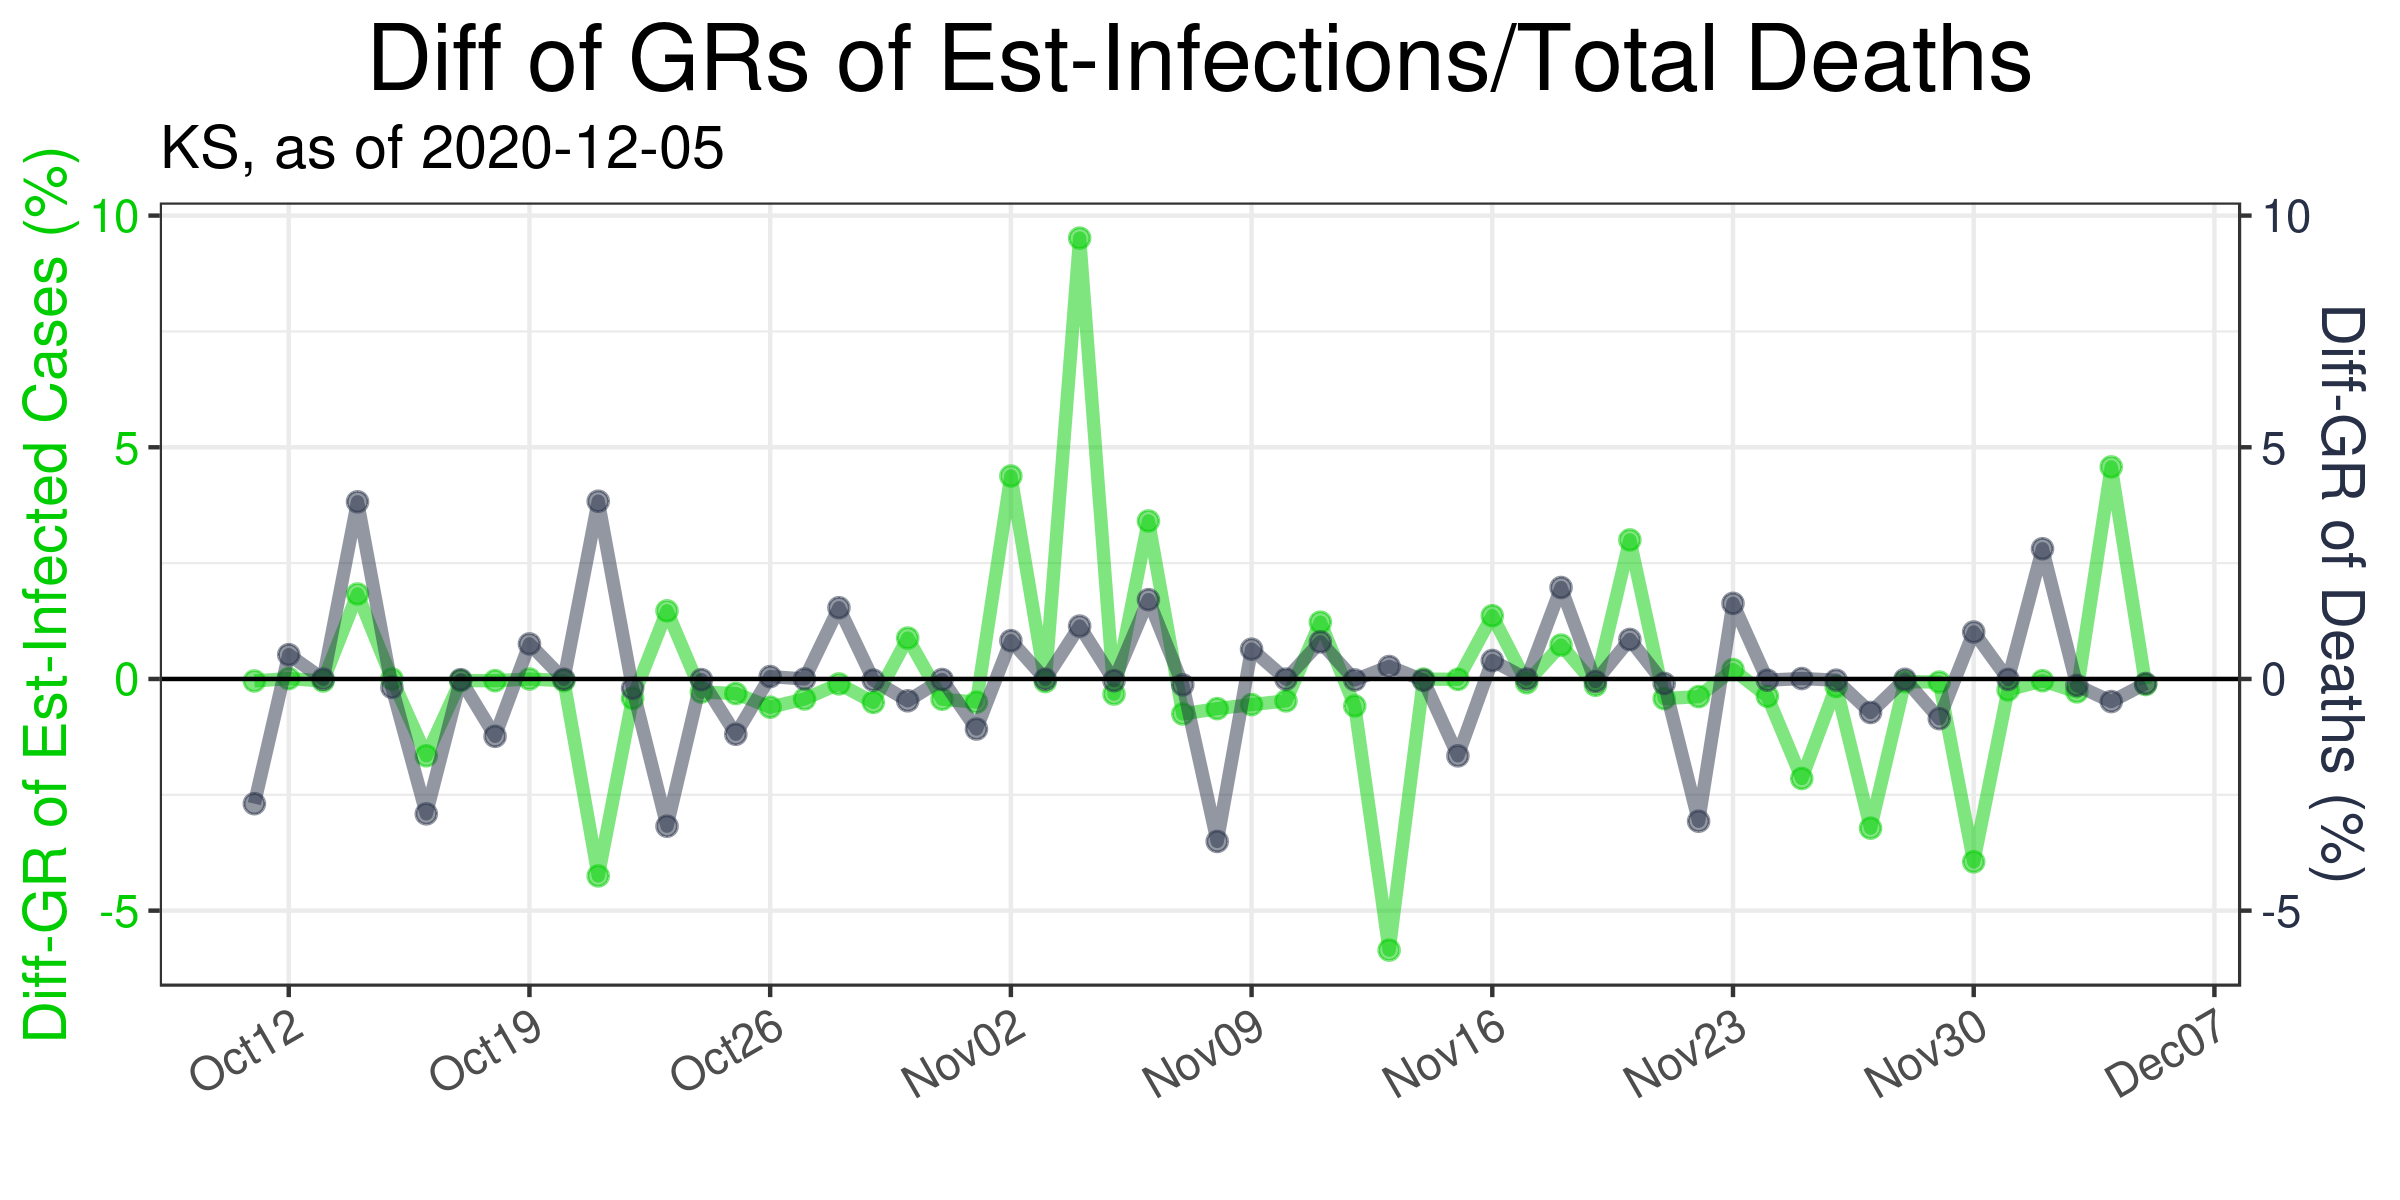 Diff of GRs of Est-Infections/Total Deaths
KS, as of 2020-12-05
Diff-GR of Est-Infected Cases (%)
10
5
0
-5
10
5
0
-5
Diff-GR of Deaths (%)
Oct12
Oct19
Oct26
Nov02
Nov09
Nov16
Nov23
Nov30
Dec07